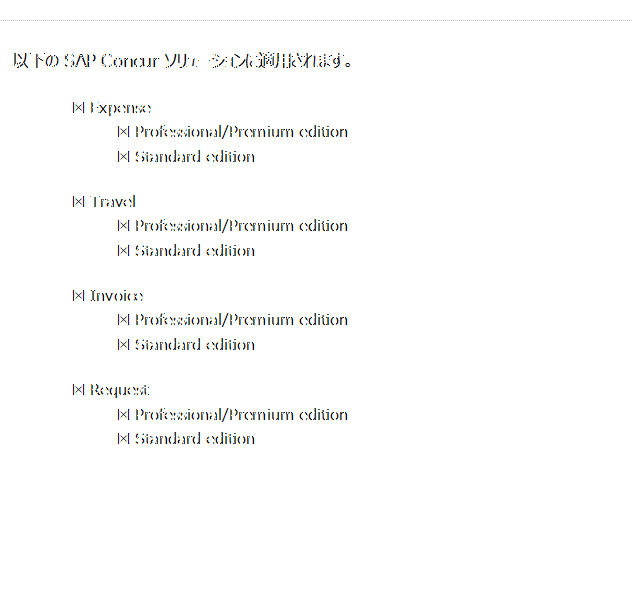 以下の SAP Concur ソリューションに適用されます。
☒ Expense
☒ Professional/Premium edition
☒ Standard edition
☒ Travel
☒ Professional/Premium edition
☒ Standard edition
☒ Invoice
☒ Professional/Premium edition
☒ Standard edition
☒ Request
☒ Professional/Premium edition
☒ Standard edition